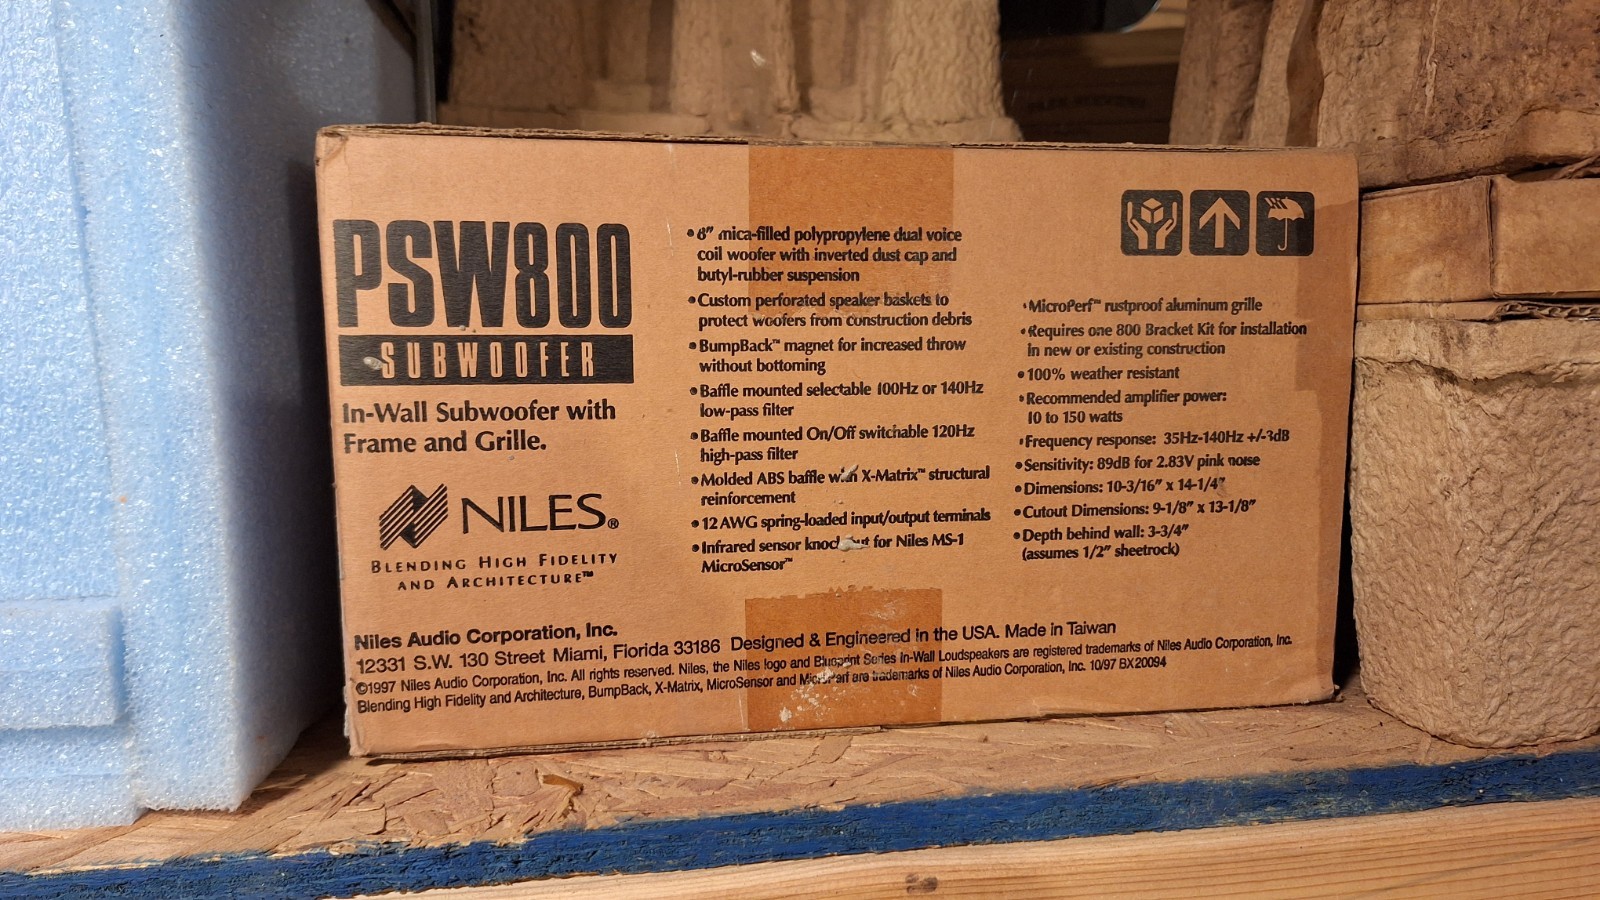 PSW800
SUBWOOFER
In-Wall Subwoofer with
Frame and Grille.
NILES®
BLENDING HIGH FIDELITY
AND ARCHITECTURE™
• 8" mica-filled polypropylene dual voice
coil woofer with inverted dust cap and
butyl-rubber suspension
• Custom perforated speaker baskets to
protect woofers from construction debris
• BumpBack™ magnet for increased throw
without bottoming
• Baffle mounted selectable 100Hz or 140Hz
low-pass filter
• Baffle mounted On/Off switchable 120Hz
high-pass filter
• Molded ABS baffle with X-Matrix™ structural
reinforcement
• 12 AWG spring-loaded input/output terminals
• Infrared sensor knockout for Niles MS-1
MicroSensor™
• MicroPerf™ rustproof aluminum grille
• Requires one 800 Bracket Kit for installation
in new or existing construction
• 100% weather resistant
• Recommended amplifier power:
10 to 150 watts
• Frequency response: 35Hz-140Hz +/-3dB
• Sensitivity: 89dB for 2.83V pink noise
• Dimensions: 10-3/16" x 14-1/4"
• Cutout Dimensions: 9-1/8" x 13-1/8"
• Depth behind wall: 3-3/4"
(assumes 1/2" sheetrock)
Niles Audio Corporation, Inc.
12331 S.W. 130 Street Miami, Florida 33186 Designed & Engineered in the USA. Made in Taiwan
©1997 Niles Audio Corporation, Inc. All rights reserved. Niles, the Niles logo and Blueprint Series In-Wall Loudspeakers are registered trademarks of Niles Audio Corporation, Inc.
Blending High Fidelity and Architecture, BumpBack, X-Matrix, MicroSensor and MicroPerf are trademarks of Niles Audio Corporation, Inc. 10/97 BX20094